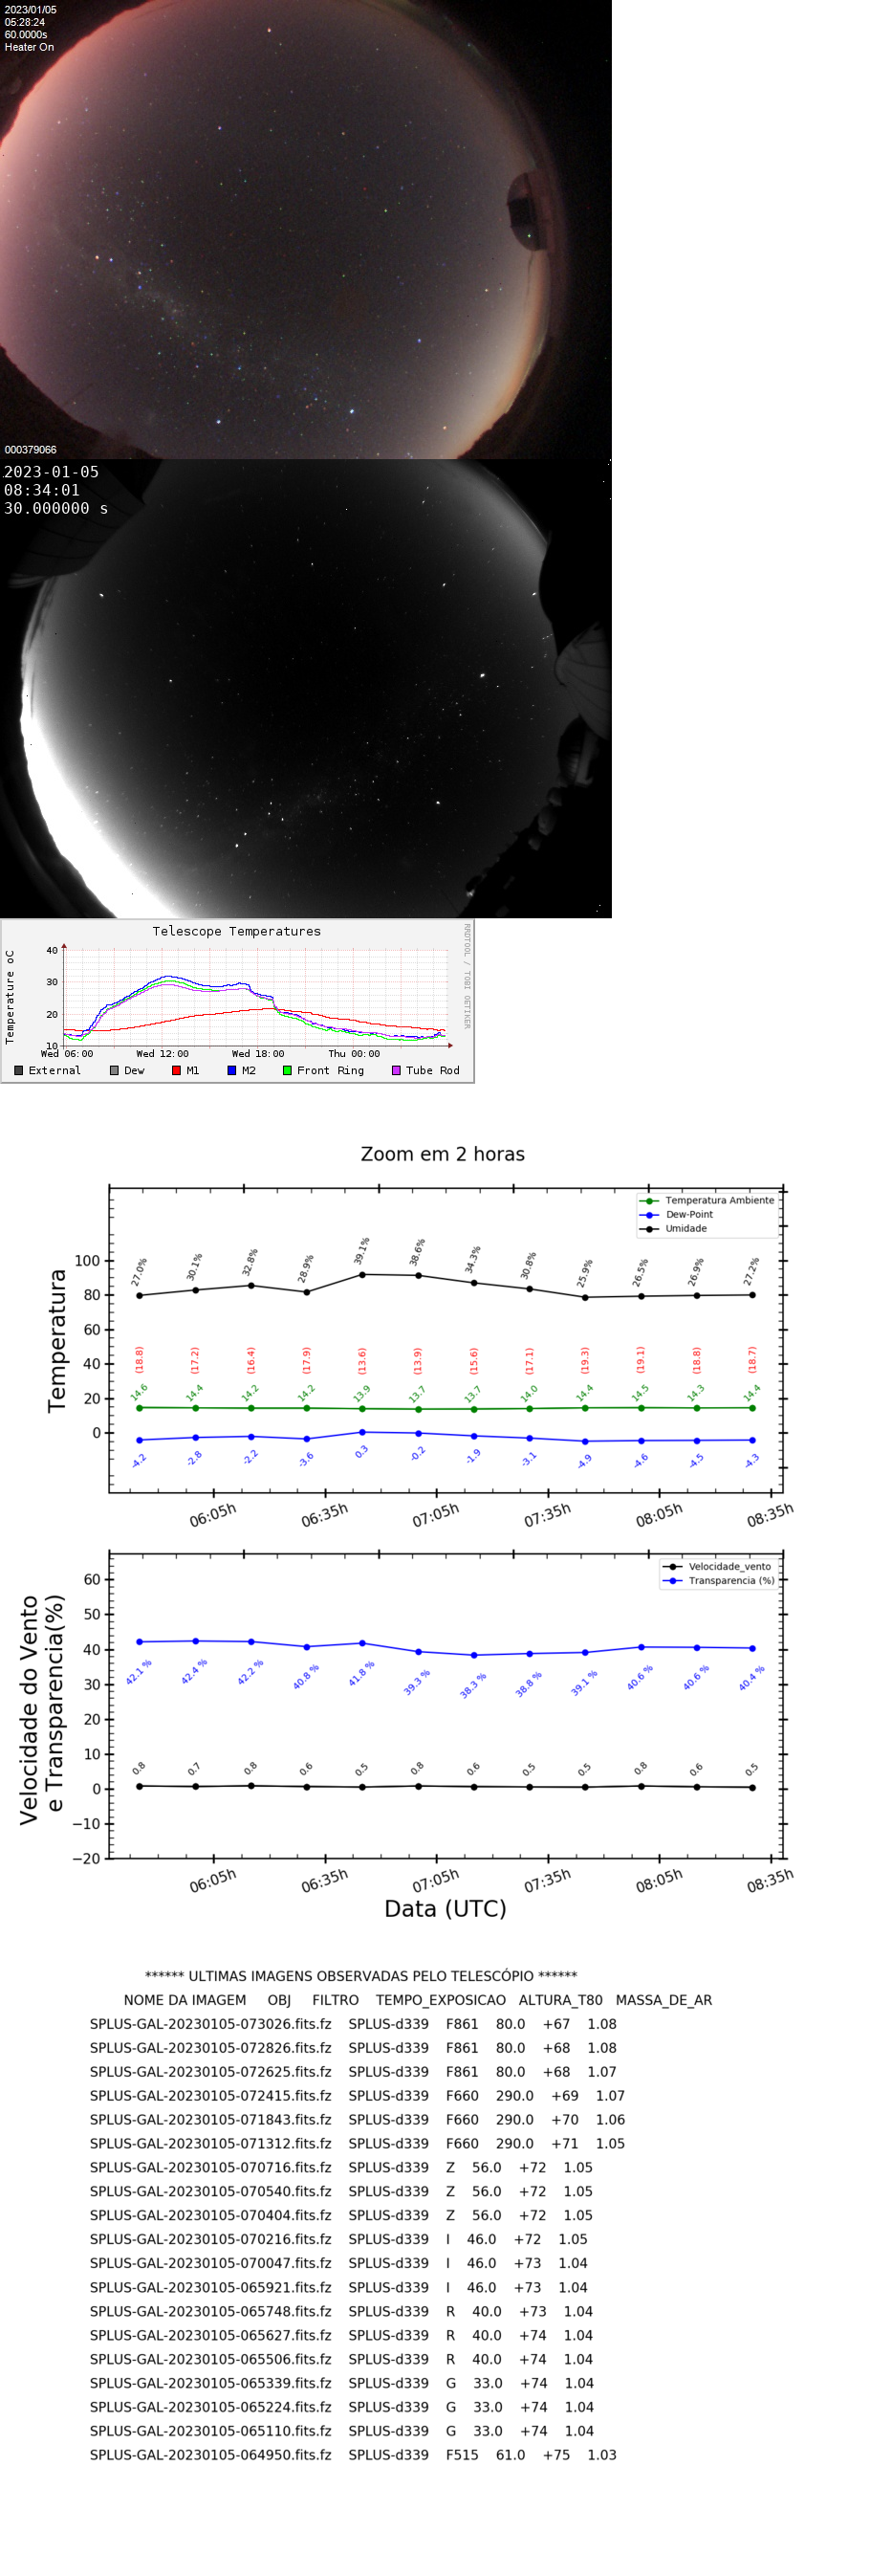 2023/01/05
05:28:24
60.0000s
Heater On
000379066
2023-01-05
08:34:01
30.000000 s
Telescope Temperatures
RRDTOOL / TOBI OETIKER
Temperature oC
40
30
20
10
Wed 06:00 Wed 12:00 Wed 18:00 Thu 00:00
External Dew M1 M2 Front Ring Tube Rod
Zoom em 2 horas
Temperatura Ambiente
Dew-Point
Umidade
Temperatura
100
80
60
40
20
0
27.0% 30.1% 32.8% 28.9% 39.1% 38.6% 34.3% 30.8% 25.9% 26.5% 26.9% 27.2%
(18.8) (17.2) (16.4) (17.9) (13.6) (13.9) (15.6) (17.1) (19.3) (19.1) (18.8) (18.7)
14.6 14.4 14.2 14.2 13.9 13.7 13.7 14.0 14.4 14.5 14.3 14.4
-4.2 -2.8 -2.2 -3.6 0.3 -0.2 -1.9 -3.1 -4.9 -4.6 -4.5 -4.3
06:05h 06:35h 07:05h 07:35h 08:05h 08:35h
Velocidade_vento
Transparencia (%)
Velocidade do Vento
e Transparencia(%)
60
50
40
30
20
10
0
−10
−20
42.1 % 42.4 % 42.2 % 40.8 % 41.8 % 39.3 % 38.3 % 38.8 % 39.1 % 40.6 % 40.6 % 40.4 %
0.8 0.7 0.8 0.6 0.5 0.8 0.6 0.5 0.5 0.8 0.6 0.5
06:05h 06:35h 07:05h 07:35h 08:05h 08:35h
Data (UTC)
****** ULTIMAS IMAGENS OBSERVADAS PELO TELESCÓPIO ******
NOME DA IMAGEM OBJ FILTRO TEMPO_EXPOSICAO ALTURA_T80 MASSA_DE_AR
SPLUS-GAL-20230105-073026.fits.fz SPLUS-d339 F861 80.0 +67 1.08
SPLUS-GAL-20230105-072826.fits.fz SPLUS-d339 F861 80.0 +68 1.08
SPLUS-GAL-20230105-072625.fits.fz SPLUS-d339 F861 80.0 +68 1.07
SPLUS-GAL-20230105-072415.fits.fz SPLUS-d339 F660 290.0 +69 1.07
SPLUS-GAL-20230105-071843.fits.fz SPLUS-d339 F660 290.0 +70 1.06
SPLUS-GAL-20230105-071312.fits.fz SPLUS-d339 F660 290.0 +71 1.05
SPLUS-GAL-20230105-070716.fits.fz SPLUS-d339 Z 56.0 +72 1.05
SPLUS-GAL-20230105-070540.fits.fz SPLUS-d339 Z 56.0 +72 1.05
SPLUS-GAL-20230105-070404.fits.fz SPLUS-d339 Z 56.0 +72 1.05
SPLUS-GAL-20230105-070216.fits.fz SPLUS-d339 I 46.0 +72 1.05
SPLUS-GAL-20230105-070047.fits.fz SPLUS-d339 I 46.0 +73 1.04
SPLUS-GAL-20230105-065921.fits.fz SPLUS-d339 I 46.0 +73 1.04
SPLUS-GAL-20230105-065748.fits.fz SPLUS-d339 R 40.0 +73 1.04
SPLUS-GAL-20230105-065627.fits.fz SPLUS-d339 R 40.0 +74 1.04
SPLUS-GAL-20230105-065506.fits.fz SPLUS-d339 R 40.0 +74 1.04
SPLUS-GAL-20230105-065339.fits.fz SPLUS-d339 G 33.0 +74 1.04
SPLUS-GAL-20230105-065224.fits.fz SPLUS-d339 G 33.0 +74 1.04
SPLUS-GAL-20230105-065110.fits.fz SPLUS-d339 G 33.0 +74 1.04
SPLUS-GAL-20230105-064950.fits.fz SPLUS-d339 F515 61.0 +75 1.03